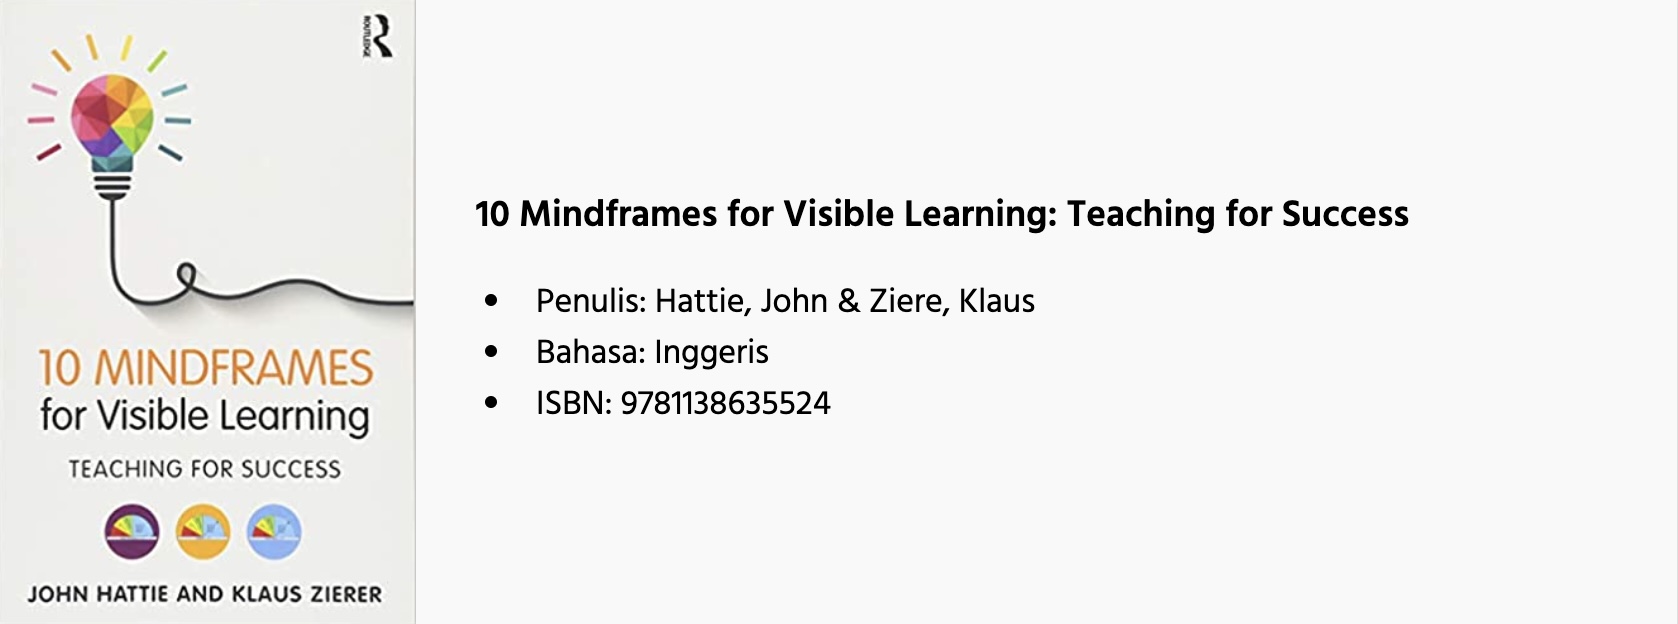 ROUTLEDGE
10 MINDFRAMES
for Visible Learning
TEACHING FOR SUCCESS
JOHN HATTIE AND KLAUS ZIERER
10 Mindframes for Visible Learning: Teaching for Success
• Penulis: Hattie, John & Ziere, Klaus
• Bahasa: Inggeris
• ISBN: 9781138635524